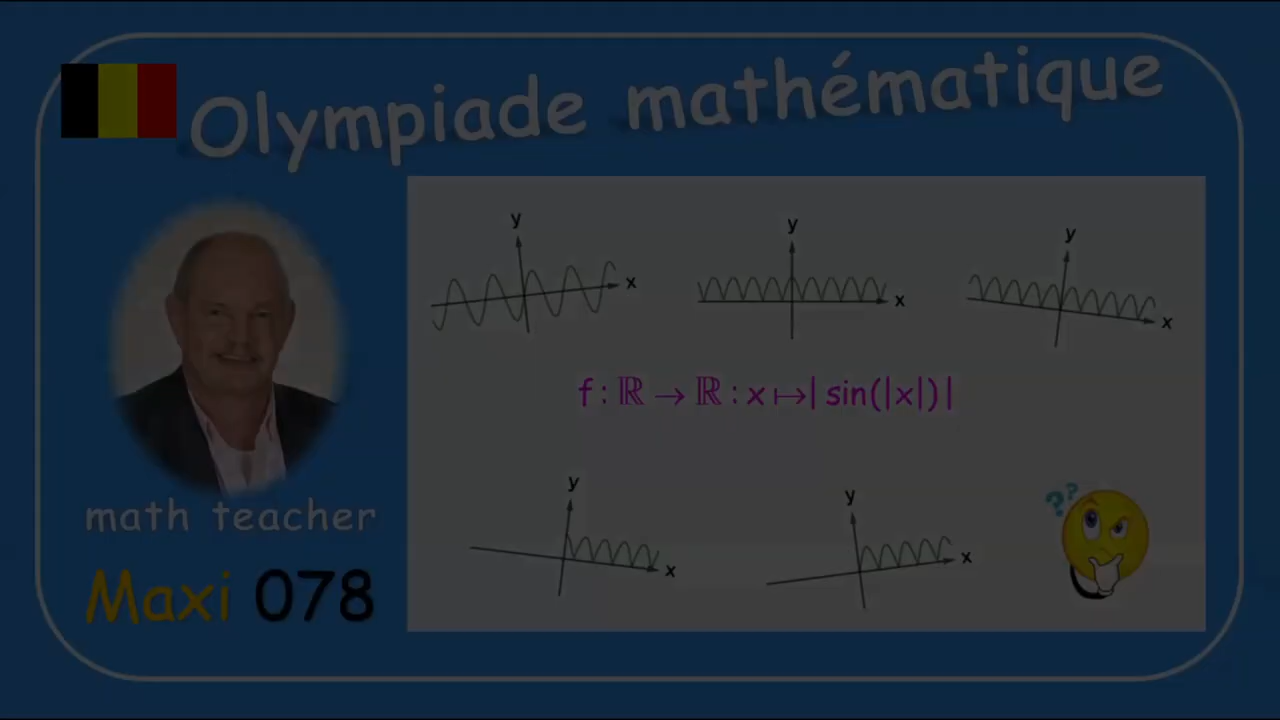 Olympiade mathématique
y
x
y
x
y
x
f : ℝ → ℝ : x ↦ | sin(|x|) |
y
x
y
x
??
math teacher
Maxi 078